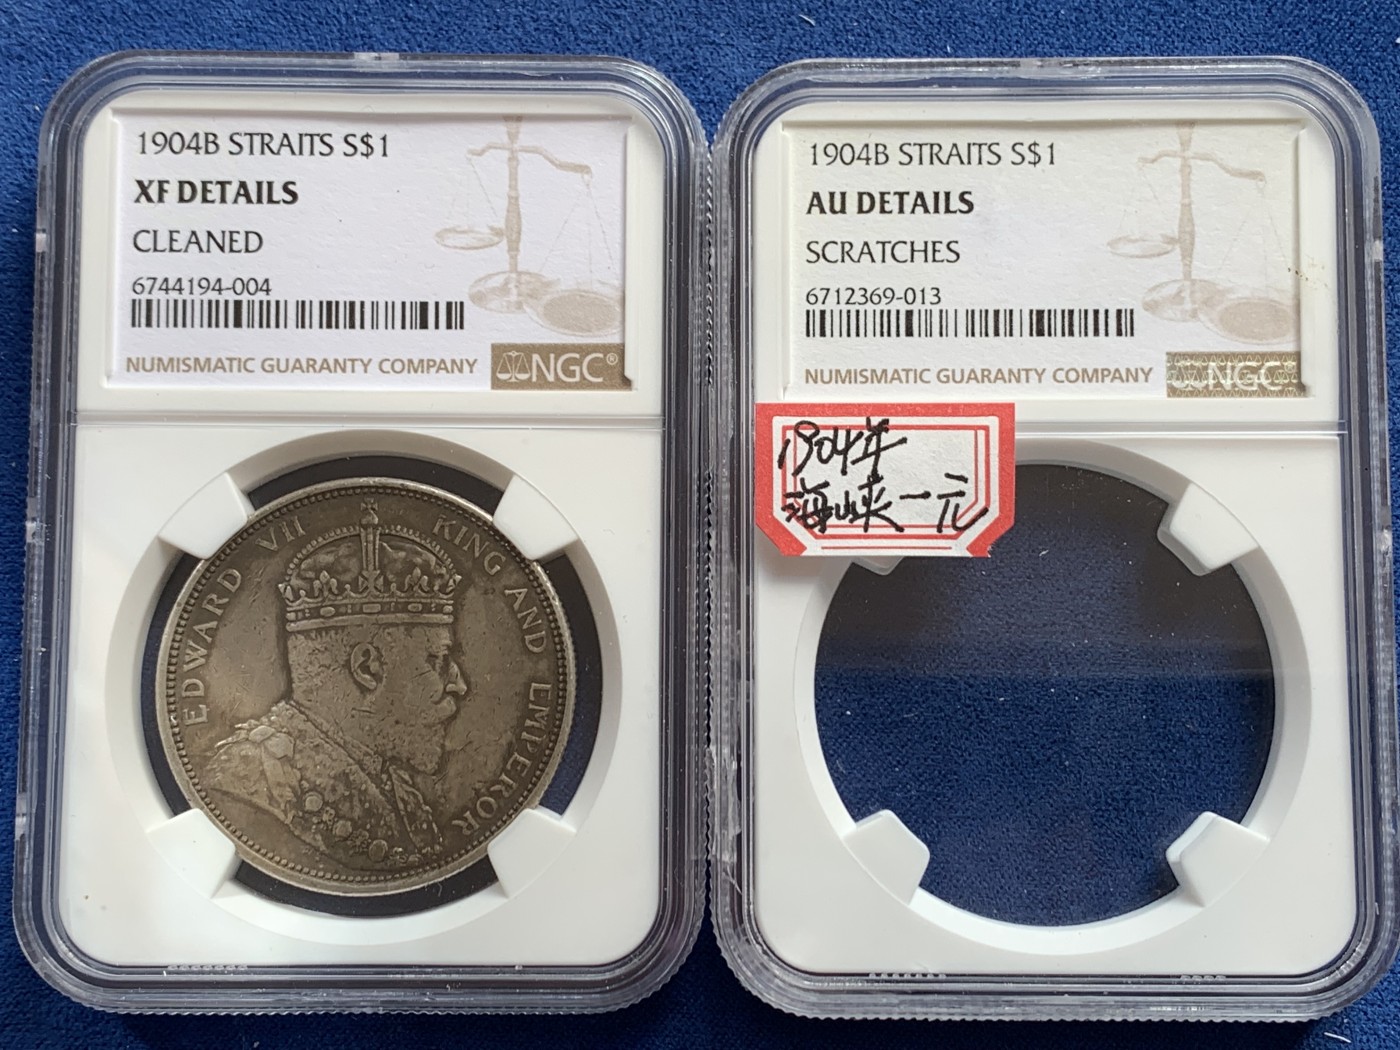 1904B STRAITS S$1
XF DETAILS
CLEANED
6744194-004
NUMISMATIC GUARANTY COMPANY NGC®
EDWARD VII KING AND EMPEROR
1904B STRAITS S$1
AU DETAILS
SCRATCHES
6712369-013
NUMISMATIC GUARANTY COMPANY NGC
1904年
海峡一元